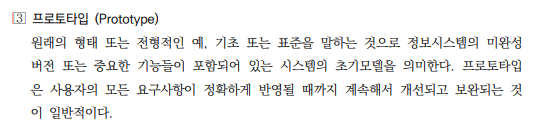 3 프로토타입 (Prototype)
원래의 형태 또는 전형적인 예, 기초 또는 표준을 말하는 것으로 정보시스템의 미완성
버전 또는 중요한 기능들이 포함되어 있는 시스템의 초기모델을 의미한다. 프로토타입
은 사용자의 모든 요구사항이 정확하게 반영될 때까지 계속해서 개선되고 보완되는 것
이 일반적이다.